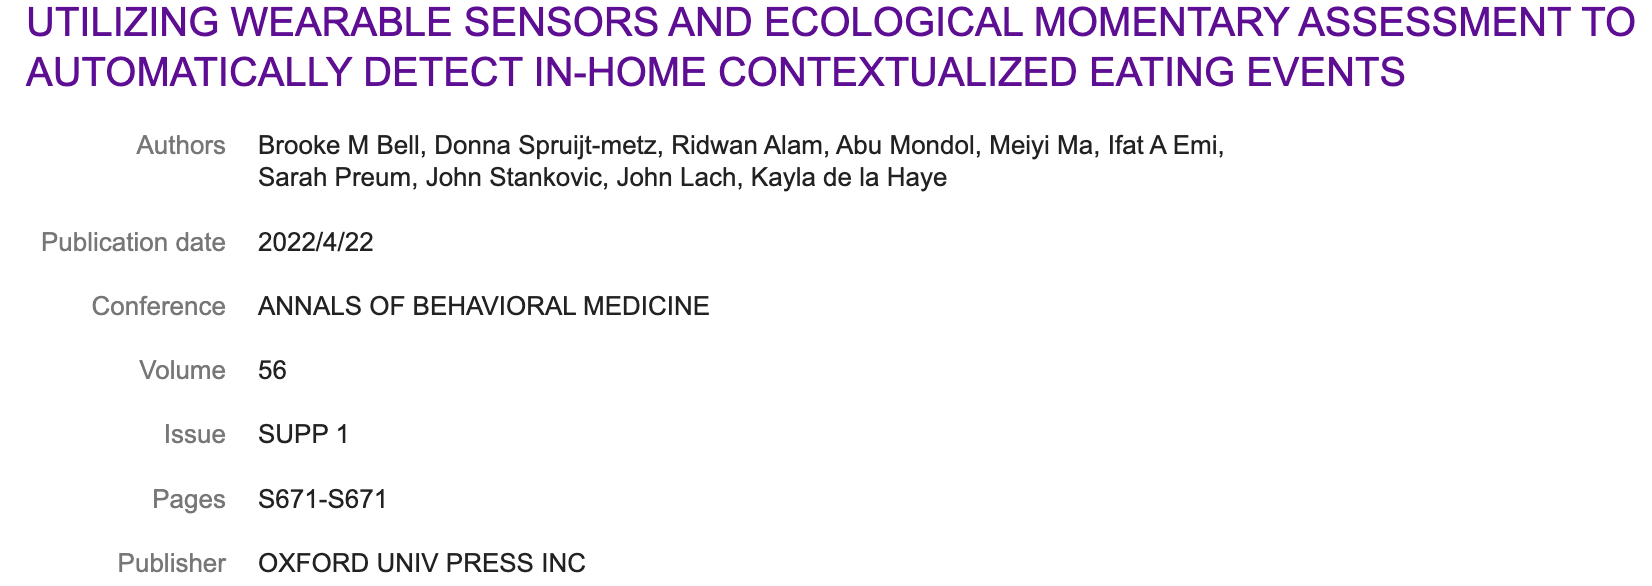 UTILIZING WEARABLE SENSORS AND ECOLOGICAL MOMENTARY ASSESSMENT TO
AUTOMATICALLY DETECT IN-HOME CONTEXTUALIZED EATING EVENTS
Authors Brooke M Bell, Donna Spruijt-metz, Ridwan Alam, Abu Mondol, Meiyi Ma, Ifat A Emi,
Sarah Preum, John Stankovic, John Lach, Kayla de la Haye
Publication date 2022/4/22
Conference ANNALS OF BEHAVIORAL MEDICINE
Volume 56
Issue SUPP 1
Pages S671-S671
Publisher OXFORD UNIV PRESS INC